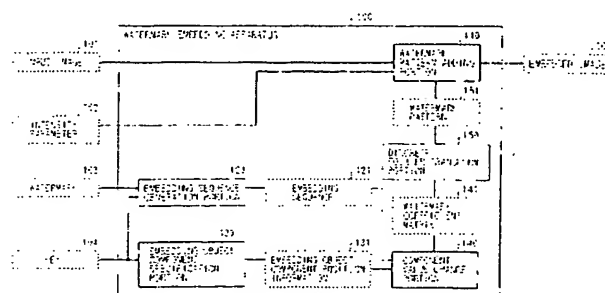 100
WATERMARK EMBEDDING APPARATUS
101
INPUT IMAGE
110
WATERMARK
PATTERN ADDING
PORTION
EMBEDDED IMAGE
151
WATERMARK
PATTERN
102
INTENSITY
PARAMETER
150
DISCRETE
PORTION
103
WATERMARK
120
EMBEDDING SEQUENCE
GENERATION PORTION
121
EMBEDDING
SEQUENCE
141
WATERMARK
COEFFICIENT
MATRIX
104
KEY
130
EMBEDDING OBJECT
COMPONENT
SPECIFICATION
PORTION
131
EMBEDDING OBJECT
COMPONENT POSITION
INFORMATION
140
COMPONENT
VALUE CHANGE
PORTION